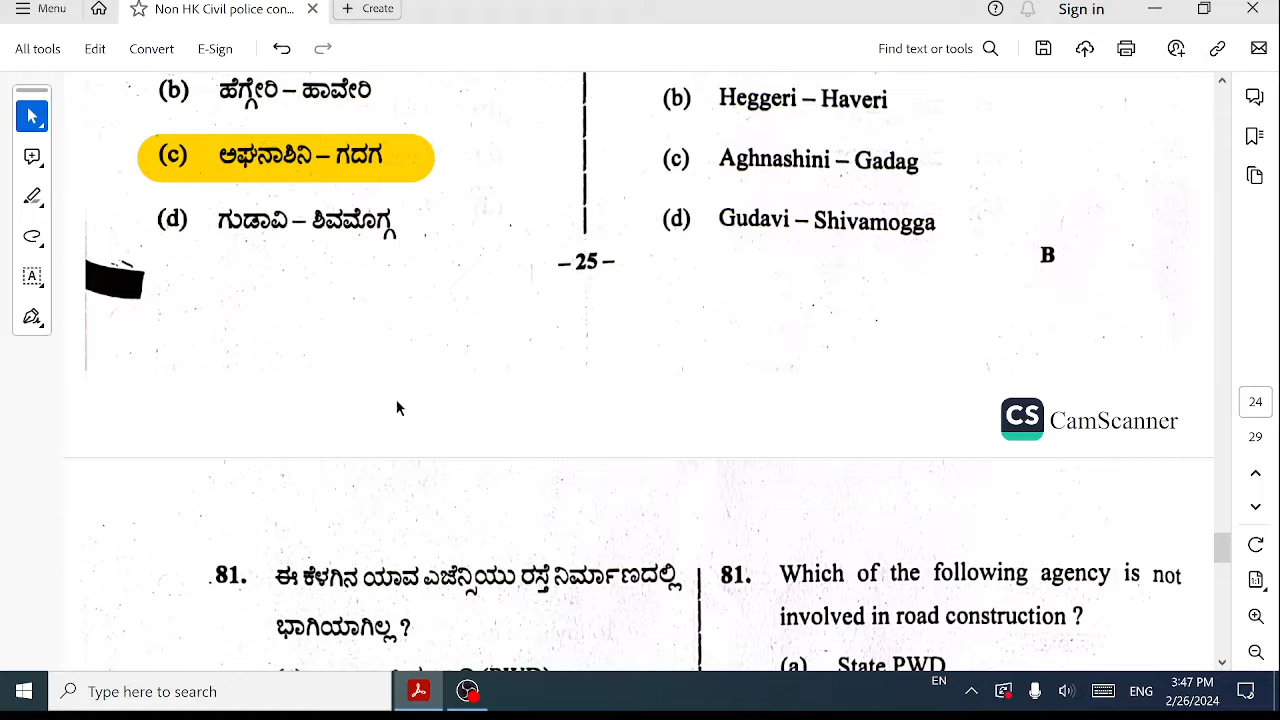 Menu
Non HK Civil police con...
+ Create
Sign in
All tools Edit Convert E-Sign
Find text or tools
(b) ಹೆಗ್ಗೇರಿ – ಹಾವೇರಿ
(c) ಅಘನಾಶಿನಿ – ಗದಗ
(d) ಗುಡಾವಿ – ಶಿವಮೊಗ್ಗ
(b) Heggeri – Haveri
(c) Aghnashini – Gadag
(d) Gudavi – Shivamogga
– 25 –
B
CS CamScanner
24
29
81. ಈ ಕೆಳಗಿನ ಯಾವ ಎಜೆನ್ಸಿಯು ರಸ್ತೆ ನಿರ್ಮಾಣದಲ್ಲಿ
ಭಾಗಿಯಾಗಿಲ್ಲ ?
(PWD)
81. Which of the following agency is not
involved in road construction ?
(a) State PWD
Type here to search
EN
ENG
3:47 PM
2/26/2024